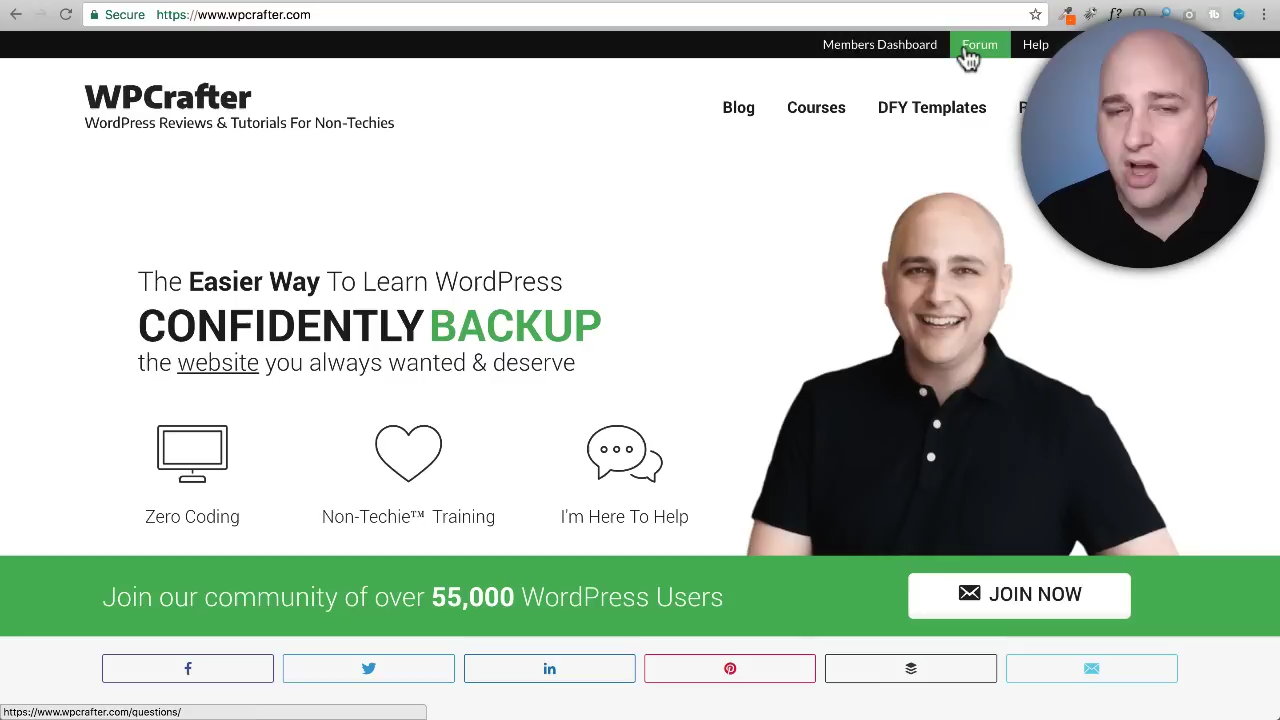 Secure https://www.wpcrafter.com
Members Dashboard Forum Help
WPCrafter
WordPress Reviews & Tutorials For Non-Techies
Blog Courses DFY Templates
The Easier Way To Learn WordPress
CONFIDENTLY BACKUP
the website you always wanted & deserve
Zero Coding Non-Techie™ Training I'm Here To Help
Join our community of over 55,000 WordPress Users
JOIN NOW
https://www.wpcrafter.com/questions/